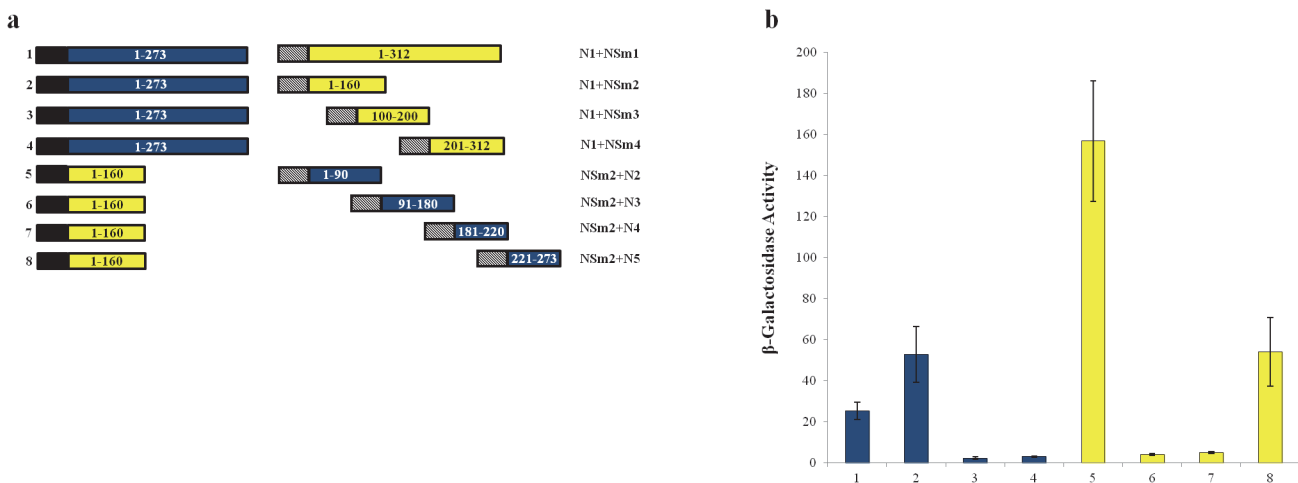 a
1 1-273 1-312 N1+NSm1
2 1-273 1-160 N1+NSm2
3 1-273 100-200 N1+NSm3
4 1-273 201-312 N1+NSm4
5 1-160 1-90 NSm2+N2
6 1-160 91-180 NSm2+N3
7 1-160 181-220 NSm2+N4
8 1-160 221-273 NSm2+N5
b
β-Galactosidase Activity
200
180
160
140
120
100
80
60
40
20
0
1 2 3 4 5 6 7 8